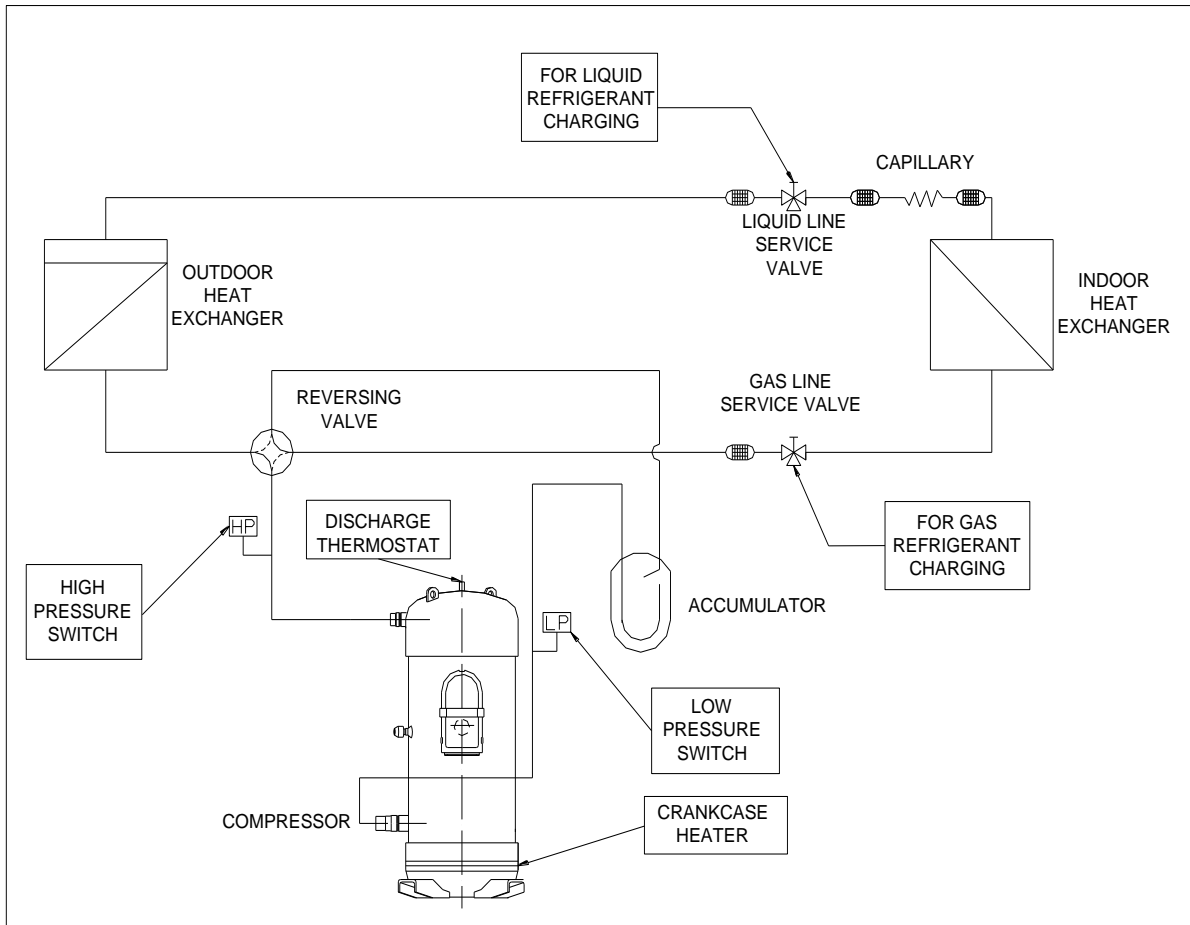 FOR LIQUID
REFRIGERANT
CHARGING
CAPILLARY
LIQUID LINE
SERVICE
VALVE
OUTDOOR
HEAT
EXCHANGER
INDOOR
HEAT
EXCHANGER
REVERSING
VALVE
GAS LINE
SERVICE VALVE
HP
DISCHARGE
THERMOSTAT
FOR GAS
REFRIGERANT
CHARGING
HIGH
PRESSURE
SWITCH
LP
ACCUMULATOR
LOW
PRESSURE
SWITCH
COMPRESSOR
CRANKCASE
HEATER